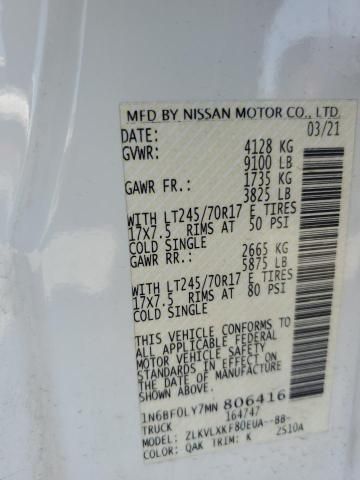 MFD BY NISSAN MOTOR CO., LTD.
DATE: 03/21
GVWR: 4128 KG
9100 LB
GAWR FR.: 1735 KG
3825 LB
WITH LT245/70R17 E TIRES
17X7.5 RIMS AT 50 PSI
COLD SINGLE
GAWR RR.: 2665 KG
5875 LB
WITH LT245/70R17 E TIRES
17X7.5 RIMS AT 80 PSI
COLD SINGLE
THIS VEHICLE CONFORMS TO
ALL APPLICABLE FEDERAL
MOTOR VEHICLE SAFETY
STANDARDS IN EFFECT ON
THE DATE OF MANUFACTURE
SHOWN ABOVE.
1N6BF0LY7MN 806416
TRUCK 164747
MODEL: ZLKVLXKF80EUA--BB-
COLOR: QAK TRIM: K 2510A